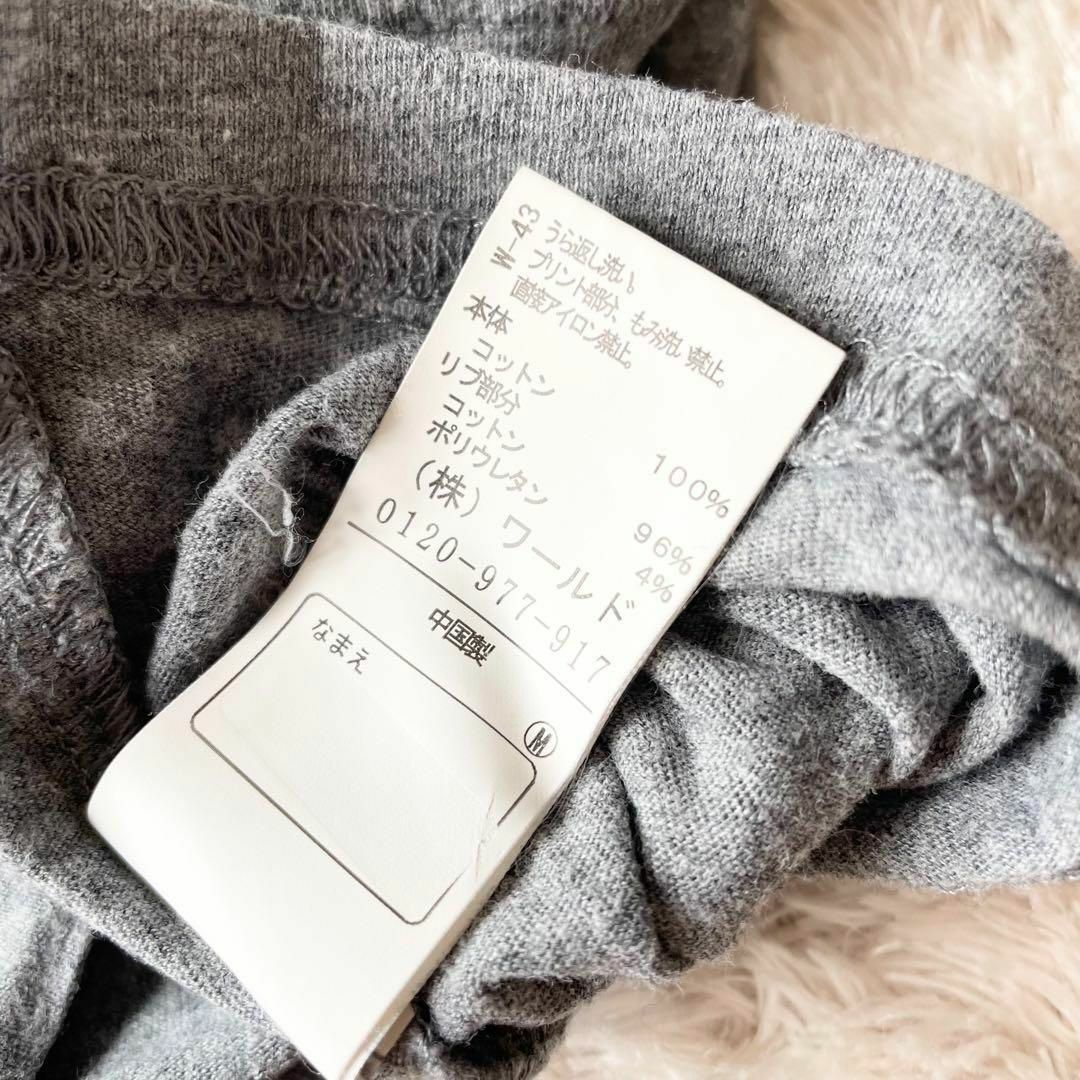 W-43
うら返し洗い、
プリント部分、もみ洗い禁止。
直接アイロン禁止。
本体
コットン 100%
リブ部分
コットン 96%
ポリウレタン 4%
(株)ワールド
0120-977-917
中国製
なまえ
M